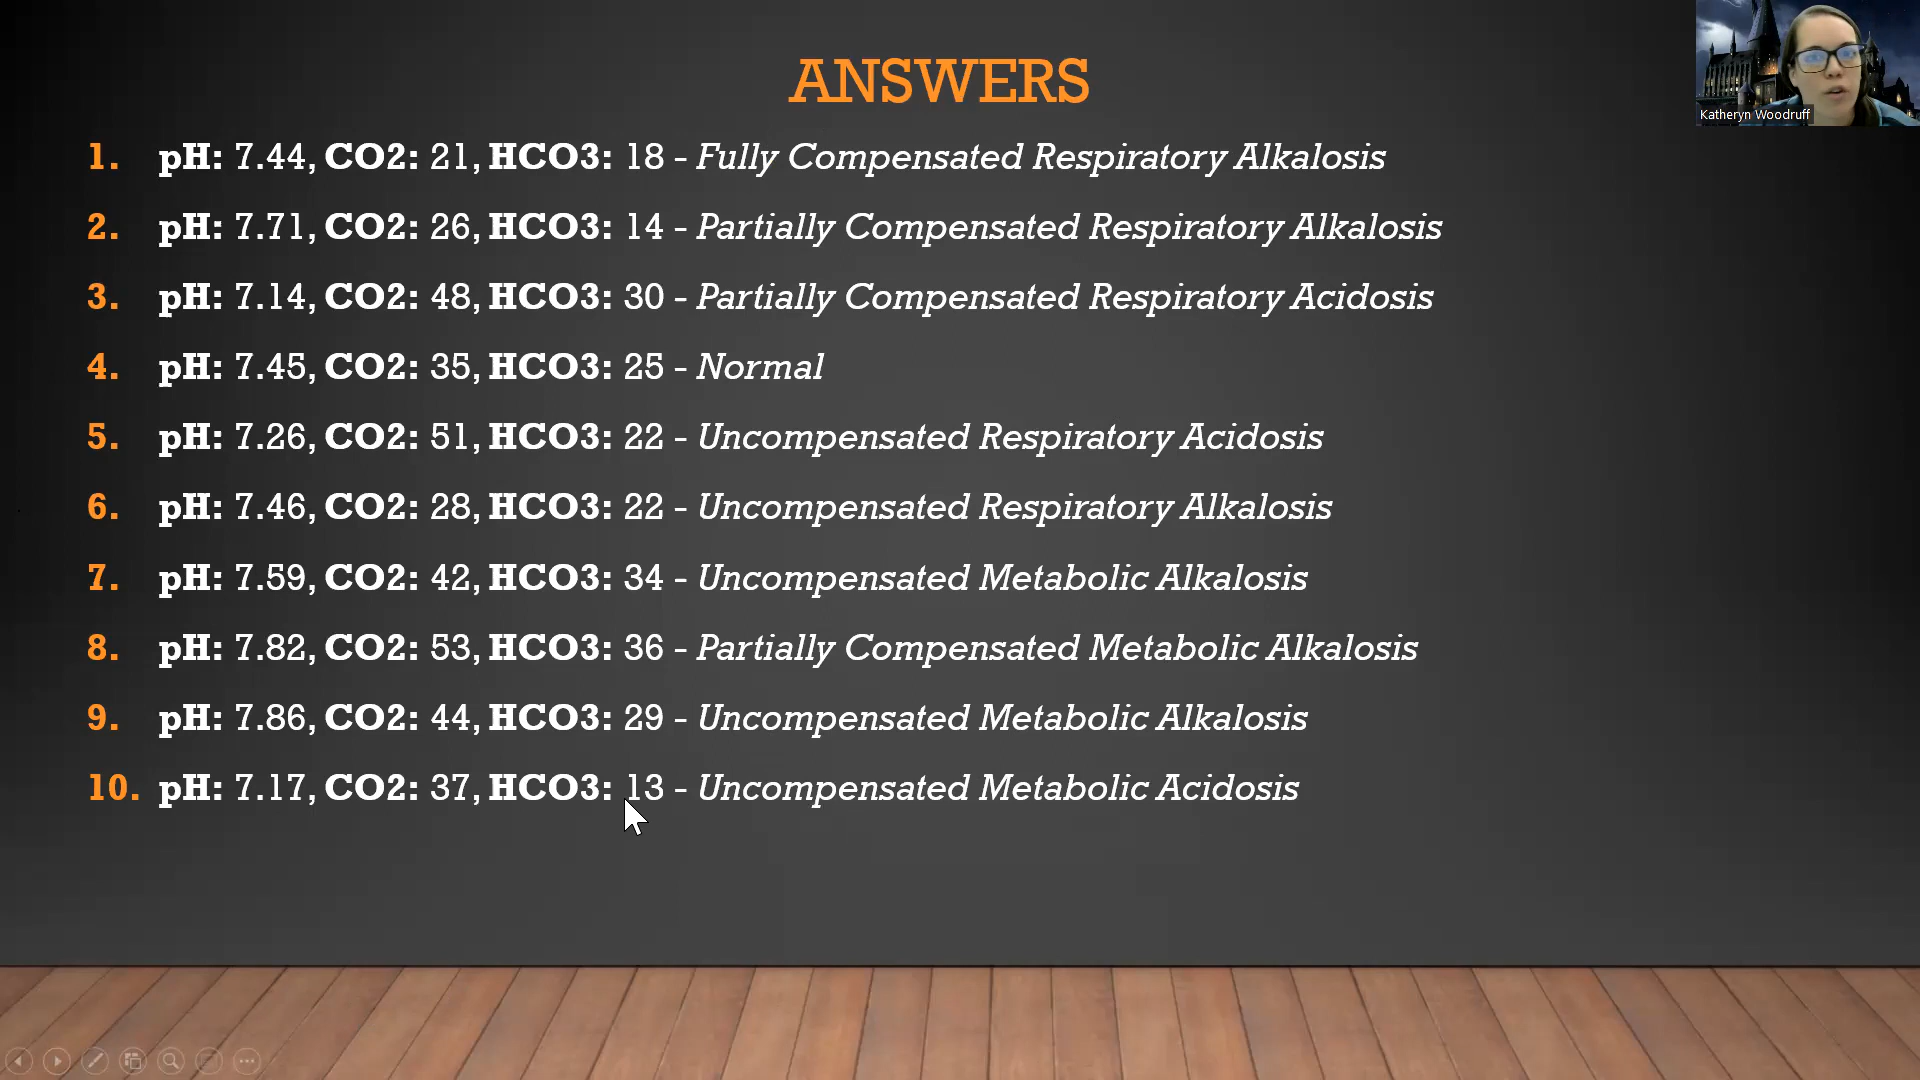 ANSWERS
Katheryn Woodruff
1. pH: 7.44, CO2: 21, HCO3: 18 - Fully Compensated Respiratory Alkalosis
2. pH: 7.71, CO2: 26, HCO3: 14 - Partially Compensated Respiratory Alkalosis
3. pH: 7.14, CO2: 48, HCO3: 30 - Partially Compensated Respiratory Acidosis
4. pH: 7.45, CO2: 35, HCO3: 25 - Normal
5. pH: 7.26, CO2: 51, HCO3: 22 - Uncompensated Respiratory Acidosis
6. pH: 7.46, CO2: 28, HCO3: 22 - Uncompensated Respiratory Alkalosis
7. pH: 7.59, CO2: 42, HCO3: 34 - Uncompensated Metabolic Alkalosis
8. pH: 7.82, CO2: 53, HCO3: 36 - Partially Compensated Metabolic Alkalosis
9. pH: 7.86, CO2: 44, HCO3: 29 - Uncompensated Metabolic Alkalosis
10. pH: 7.17, CO2: 37, HCO3: 13 - Uncompensated Metabolic Acidosis